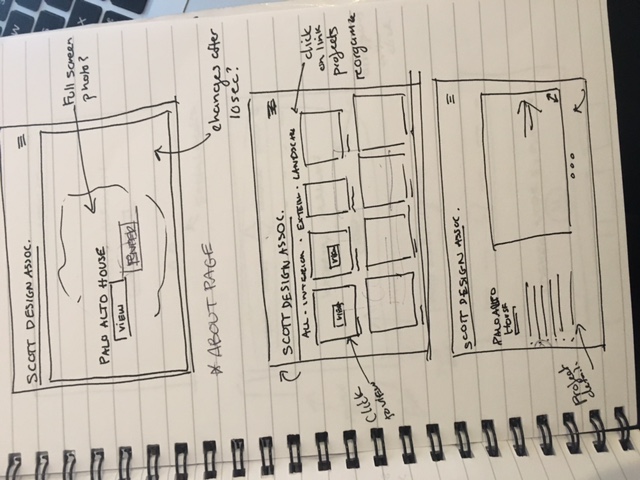 SCOTT DESIGN ASSOC.
Full screen
photo?
PALO ALTO HOUSE
VIEW
ENTER
* ABOUT PAGE
changes after
10sec?
SCOTT DESIGN ASSOC.
ALL · INTERIOR · EXTERI. · LANDSCAPE
VIEW
VIEW
click
on link
projects
reorganize
Click
to view
SCOTT DESIGN ASSOC.
PALO ALTO
HOUSE
Project
details